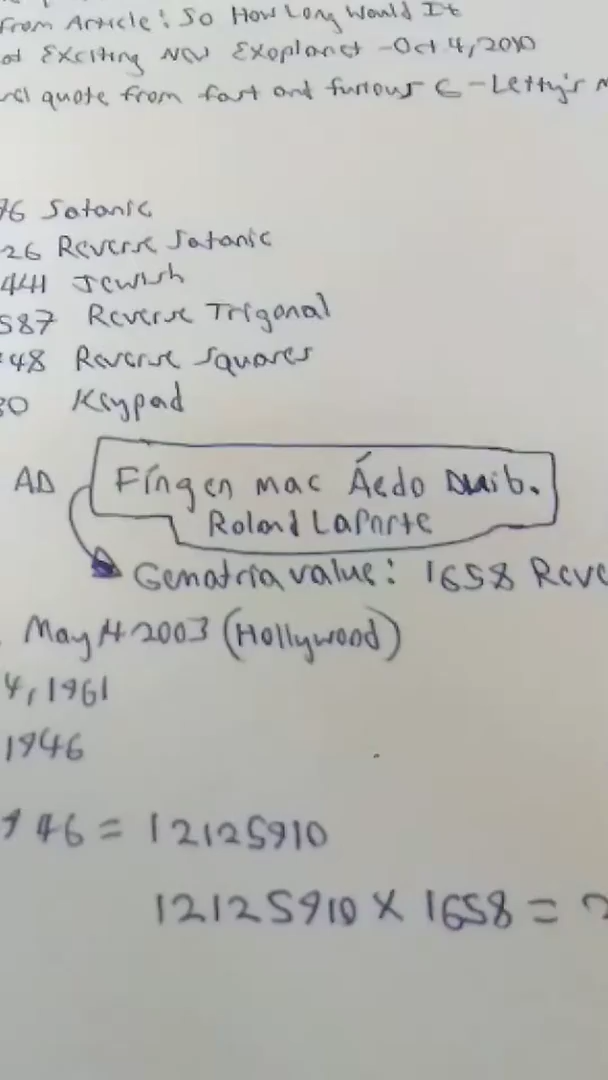 From Article: So How Long Would It
Exciting New Exoplanet - Oct 4, 2010
quote from fast and furious 6 - Letty's
76 Satanic
26 Reverse Satanic
441 Jewish
587 Reverse Trigonal
48 Reverse Squares
30 Keypad
AD Fíngen mac Áedo Duib.
Roland LaPorte
Gematria value: 1658 Reve
May 14 2003 (Hollywood)
4, 1961
1946
46 = 12125910
12125910 X 1658 =